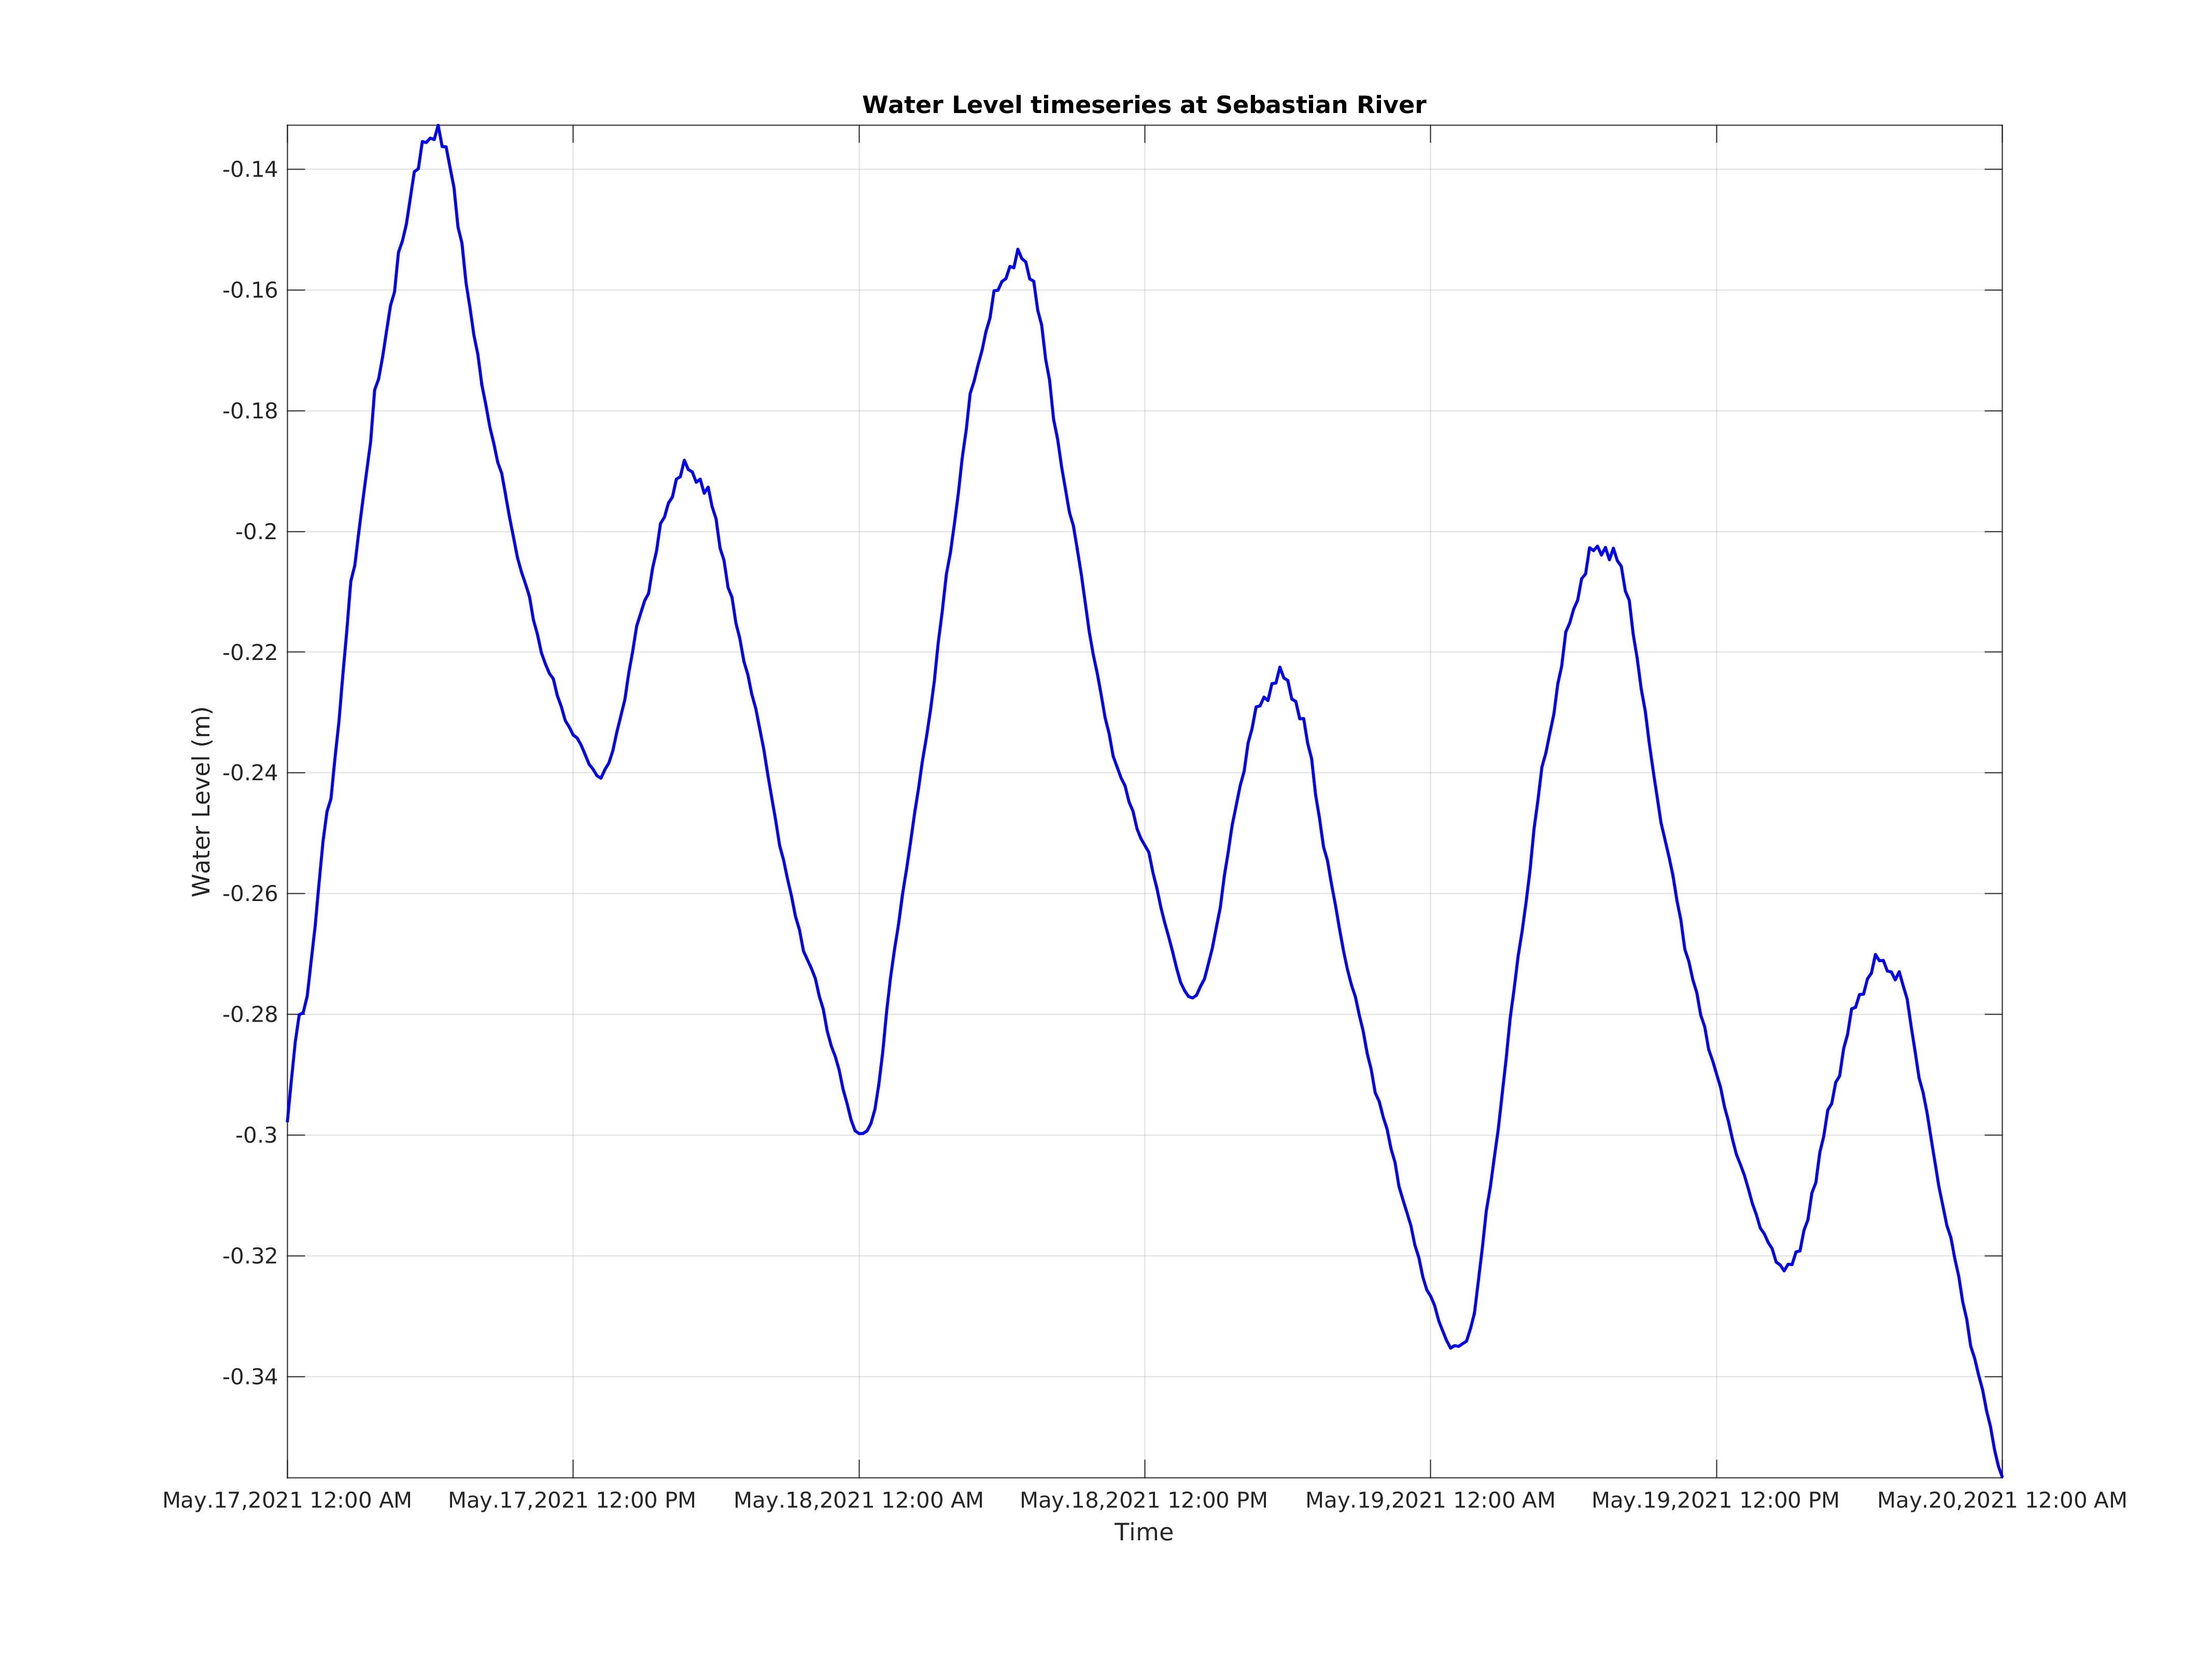 Water Level timeseries at Sebastian River
-0.14
-0.16
-0.18
-0.2
-0.22
-0.24
-0.26
-0.28
-0.3
-0.32
-0.34
Water Level (m)
May.17,2021 12:00 AM May.17,2021 12:00 PM May.18,2021 12:00 AM May.18,2021 12:00 PM May.19,2021 12:00 AM May.19,2021 12:00 PM May.20,2021 12:00 AM
Time